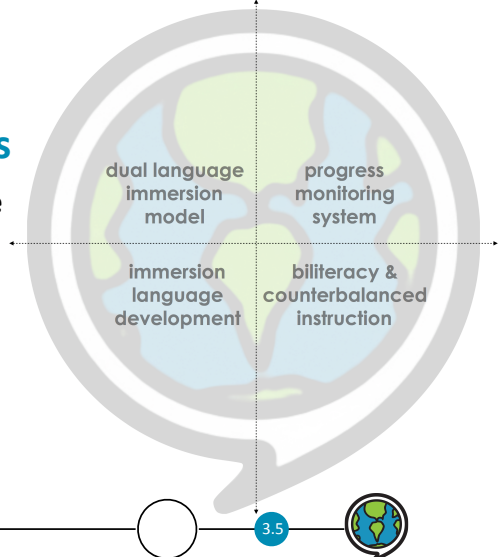 s
e
dual language
immersion
model
progress
monitoring
system
immersion
language
development
biliteracy &
counterbalanced
instruction
3.5